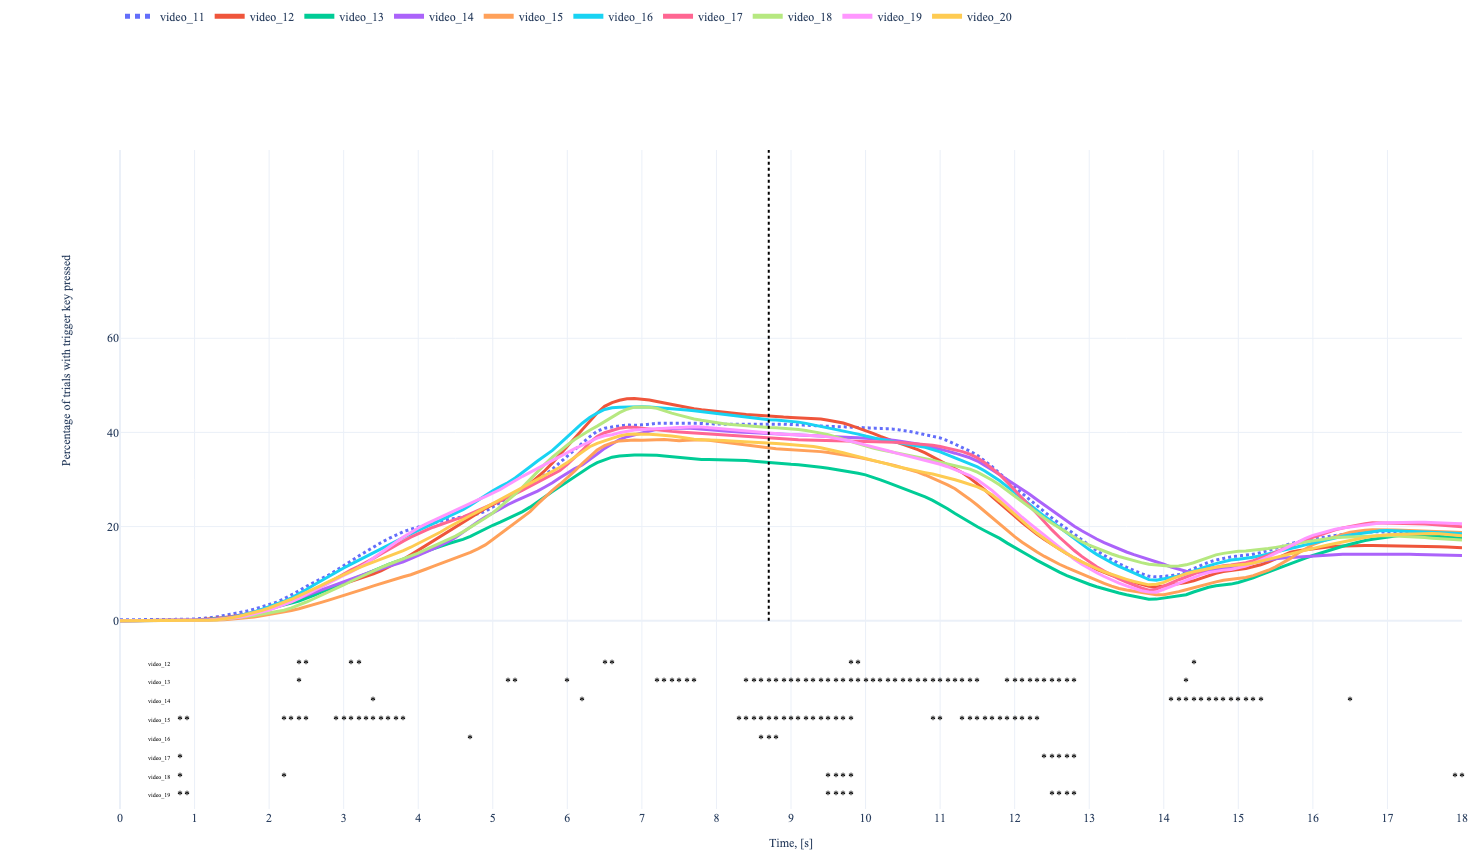 video_11 video_12 video_13 video_14 video_15 video_16 video_17 video_18 video_19 video_20
Percentage of trials with trigger key pressed
60
40
20
0
video_12 ** ** ** ** *
video_13 * ** * ****** ******************************** ********** *
video_14 * * ************* *
video_15 ** **** ********** **************** ** ***********
video_16 * ***
video_17 * *****
video_18 * * **** **
video_19 ** **** ****
0 1 2 3 4 5 6 7 8 9 10 11 12 13 14 15 16 17 18
Time, [s]